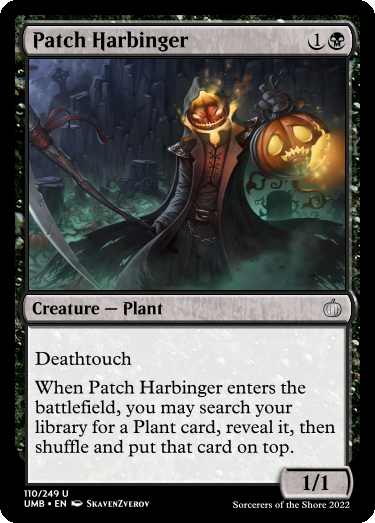 Patch Harbinger 1
Creature — Plant
Deathtouch
When Patch Harbinger enters the
battlefield, you may search your
library for a Plant card, reveal it, then
shuffle and put that card on top.
1/1
110/249 U
UMB • EN SkavenZverov
Sorcerers of the Shore 2022